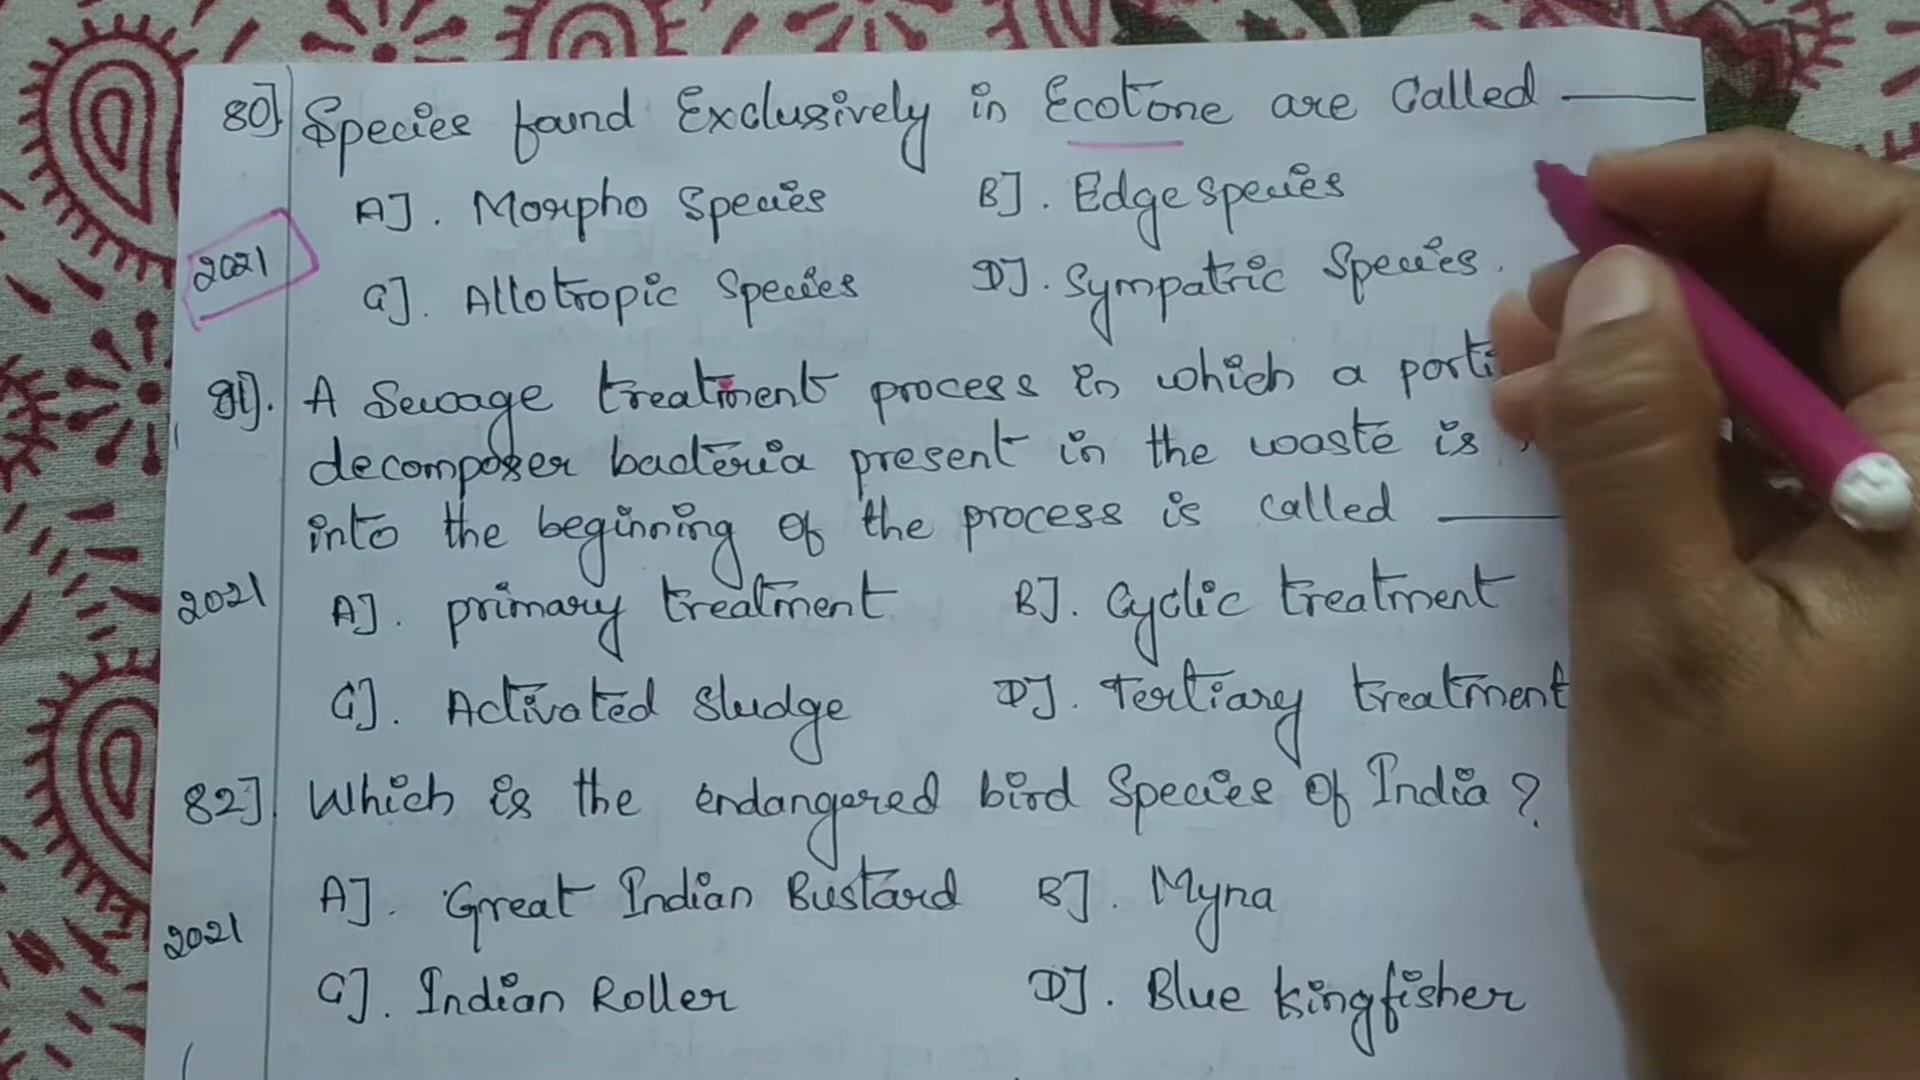 80] Species found Exclusively in Ecotone are Called ______
A]. Morpho Species B]. Edge species
2021
C]. Allotropic Species D]. Sympatric Species.
81]. A Sewage treatment process in which a
decomposer bacteria present in the waste is
into the beginning of the process is called ______
2021
A]. primary treatment B]. Cyclic treatment
C]. Activated Sludge D]. Tertiary treatment
82]. Which is the endangered bird Species of India ?
A]. Great Indian Bustard B]. Myna
2021
C]. Indian Roller D]. Blue kingfisher